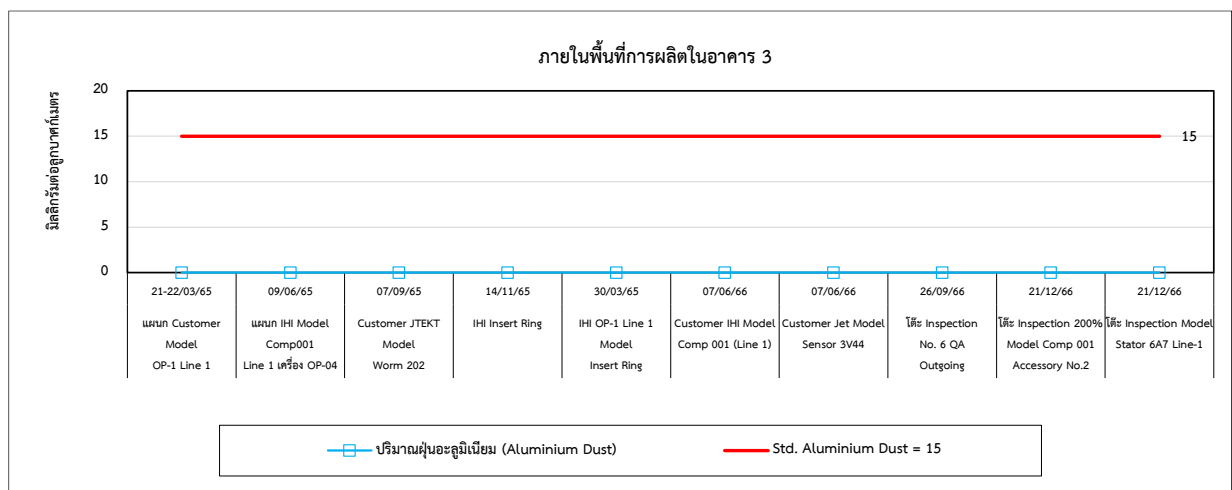 ภายในพื้นที่การผลิตในอาคาร 3
มิลลิกรัมต่อลูกบาศก์เมตร
20
15
10
5
0
15
21-22/03/65 09/06/65 07/09/65 14/11/65 30/03/65 07/06/66 07/06/66 26/09/66 21/12/66 21/12/66
แผนก Customer แผนก IHI Model Customer JTEKT IHI Insert Ring IHI OP-1 Line 1 Customer IHI Model Customer Jet Model โต๊ะ Inspection โต๊ะ Inspection 200% โต๊ะ Inspection Model
Model Comp001 Model Model Comp 001 (Line 1) Sensor 3V44 No. 6 QA Model Comp 001 Stator 6A7 Line-1
OP-1 Line 1 Line 1 เครื่อง OP-04 Worm 202 Insert Ring Outgoing Accessory No.2
ปริมาณฝุ่นอะลูมิเนียม (Aluminium Dust) Std. Aluminium Dust = 15